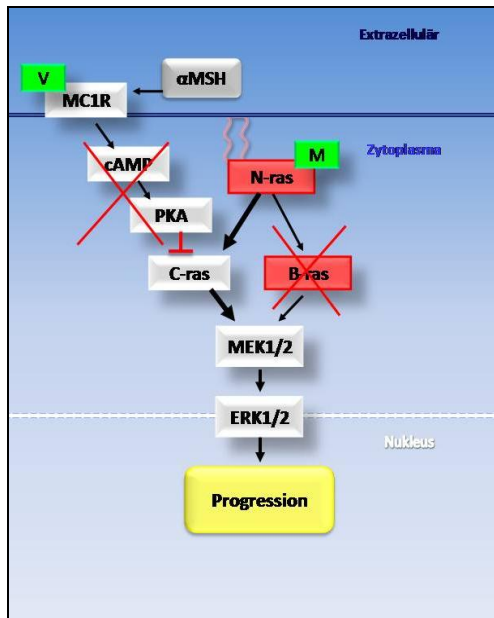 Extrazellulär
V
αMSH
MC1R
Zytoplasma
M
cAMP
N-ras
PKA
C-ras
B-ras
MEK1/2
ERK1/2
Nukleus
Progression